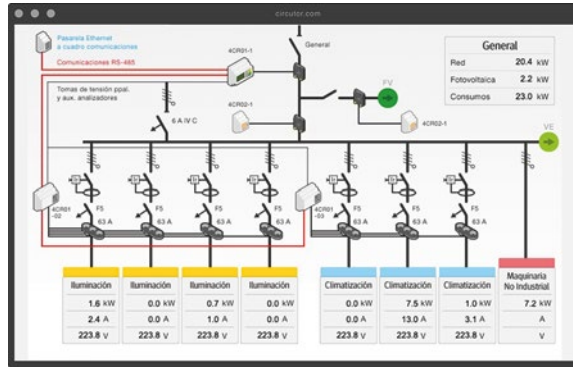 circutor.com
Pasarela Ethernet
a cuadro comunicaciones
Comunicaciones RS-485
4CR01-1
General
Tomas de tensión ppal.
y aux. analizadores
6 A IV C
4CR02-1
FV
4CR02-1
General
Red 20.4 kW
Fotovoltaica 2.2 kW
Consumos 23.0 kW
VE
4CR01
-02
F5
63 A
F5
63 A
F5
63 A
F5
63 A
4CR01
-03
F5
63 A
F5
63 A
F5
63 A
Iluminación
1.6 kW
2.4 A
223.8 V
Iluminación
0.0 kW
0.0 A
223.8 V
Iluminación
0.7 kW
1.0 A
223.8 V
Iluminación
0.0 kW
0.0 A
223.8 V
Climatización
0.0 kW
0.0 A
223.8 V
Climatización
7.5 kW
13.0 A
223.8 V
Climatización
1.0 kW
3.1 A
223.8 V
Maquinaria
No Industrial
7.2 kW
A
V